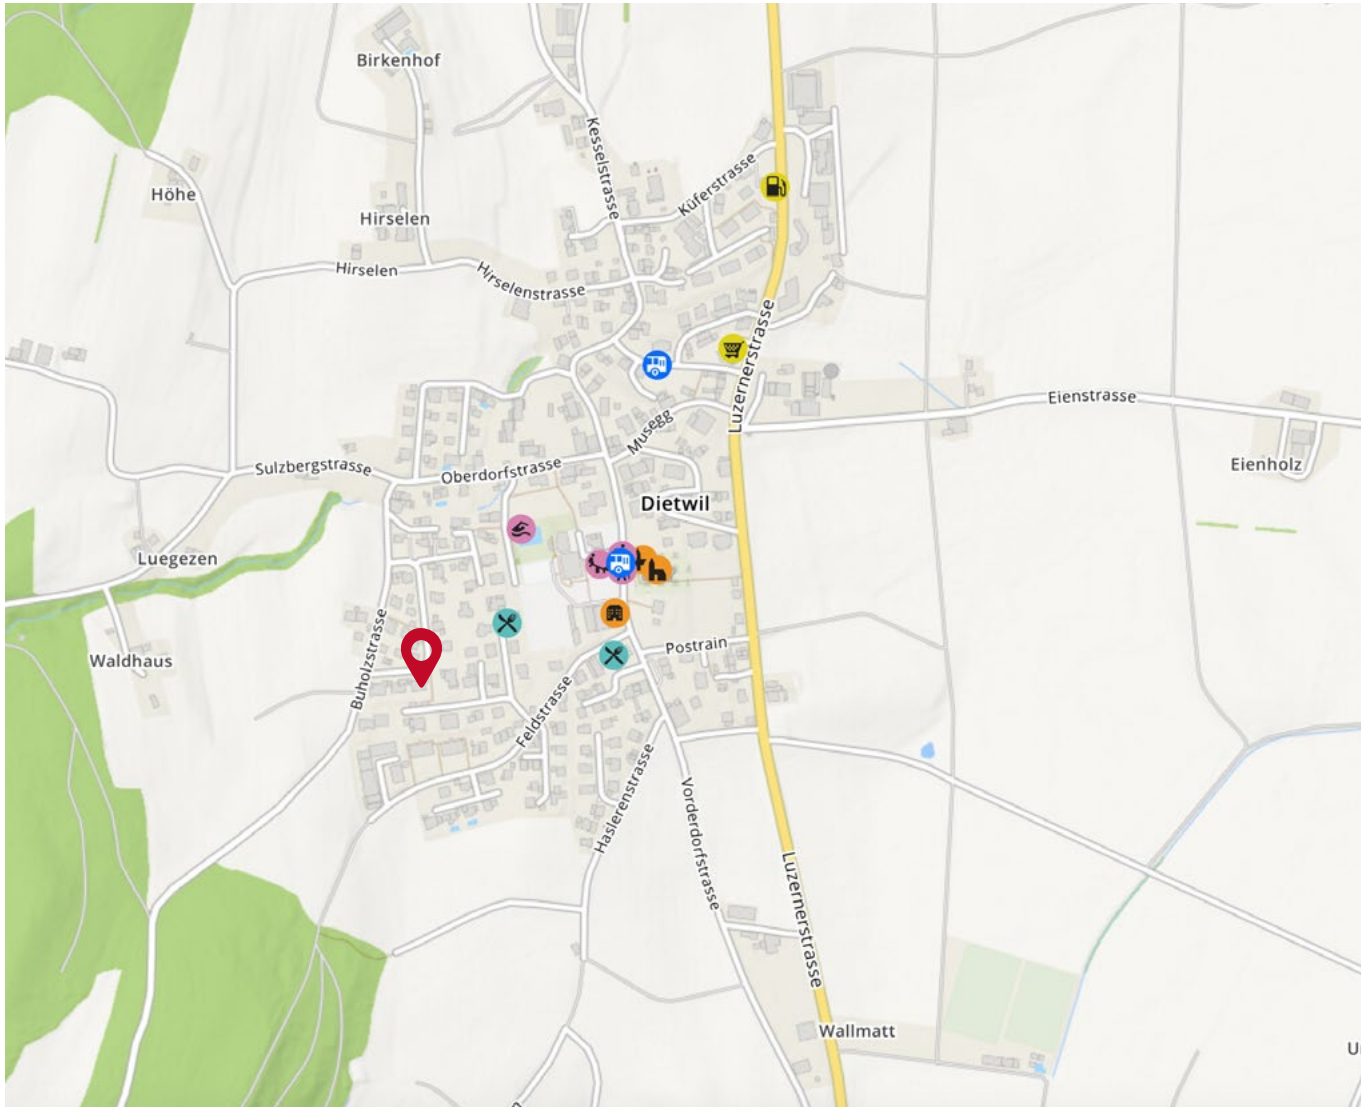 Birkenhof
Kesselstrasse
Küferstrasse
Höhe
Hirselen
Hirselen
Hirselenstrasse
Luzernerstrasse
Musegg
Eienstrasse
Sulzbergstrasse
Oberdorfstrasse
Eienholz
Dietwil
Luegezen
Buholzstrasse
Waldhaus
Postrain
Feldstrasse
Haslerenstrasse
Vorderdorfstrasse
Luzernerstrasse
Wallmatt